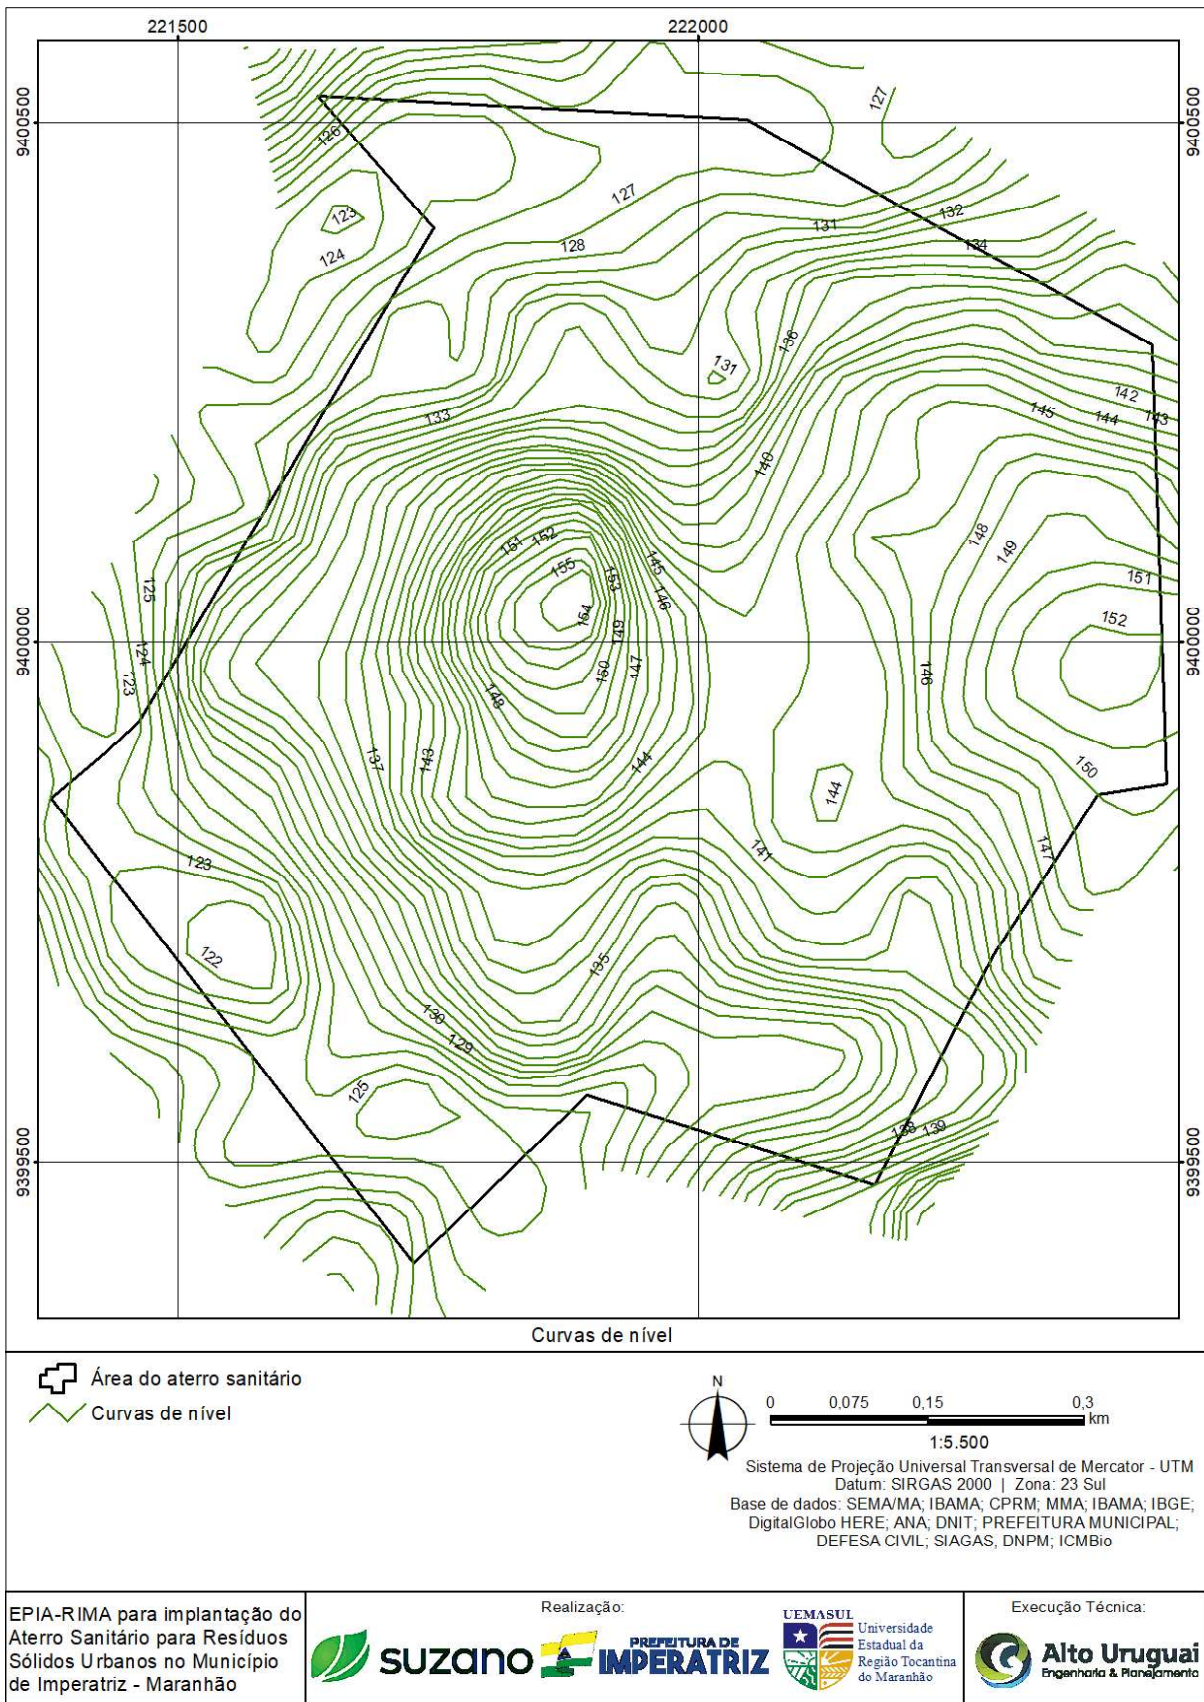 221500
222000
9400500
9400500
127
126
127
123
132
131
128
124
134
136
131
142
145
144
143
133
140
148
149
151
152
155
145
153
151
125
146
154
152
149
124
150
147
146
123
148
9400000
9400000
137
143
144
150
144
141
147
123
122
135
130
129
125
138
139
9399500
9399500
Curvas de nível
Área do aterro sanitário
Curvas de nível
N
0 0,075 0,15 0,3
km
1:5.500
Sistema de Projeção Universal Transversal de Mercator - UTM
Datum: SIRGAS 2000 | Zona: 23 Sul
Base de dados: SEMA/MA; IBAMA; CPRM; MMA; IBAMA; IBGE;
DigitalGlobo HERE; ANA; DNIT; PREFEITURA MUNICIPAL;
DEFESA CIVIL; SIAGAS, DNPM; ICMBio
EPIA-RIMA para implantação do
Aterro Sanitário para Resíduos
Sólidos Urbanos no Município
de Imperatriz - Maranhão
Realização:
suzano
PREFEITURA DE
IMPERATRIZ
UEMASUL
Universidade
Estadual da
Região Tocantina
do Maranhão
Execução Técnica:
Alto Uruguai
Engenharia & Planejamento